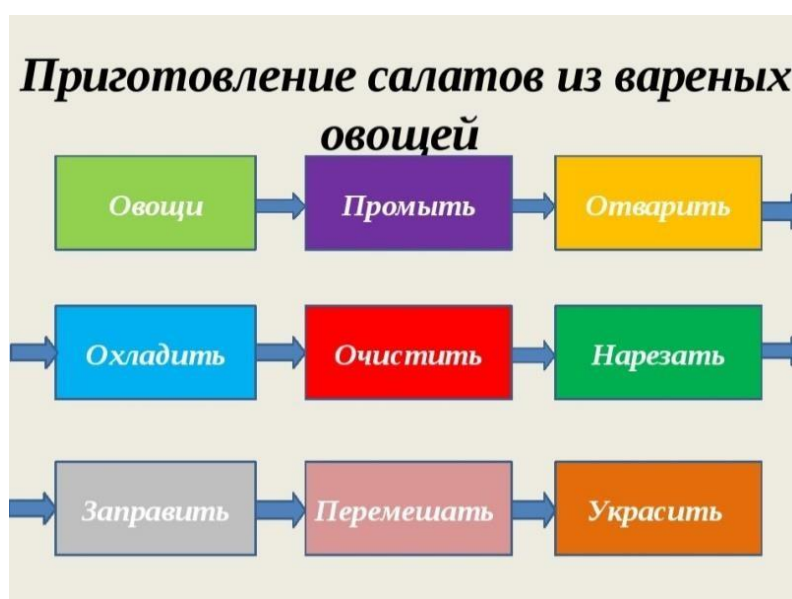 Приготовление салатов из вареных
овощей
Овощи
Промыть
Отварить
Охладить
Очистить
Нарезать
Заправить
Перемешать
Украсить